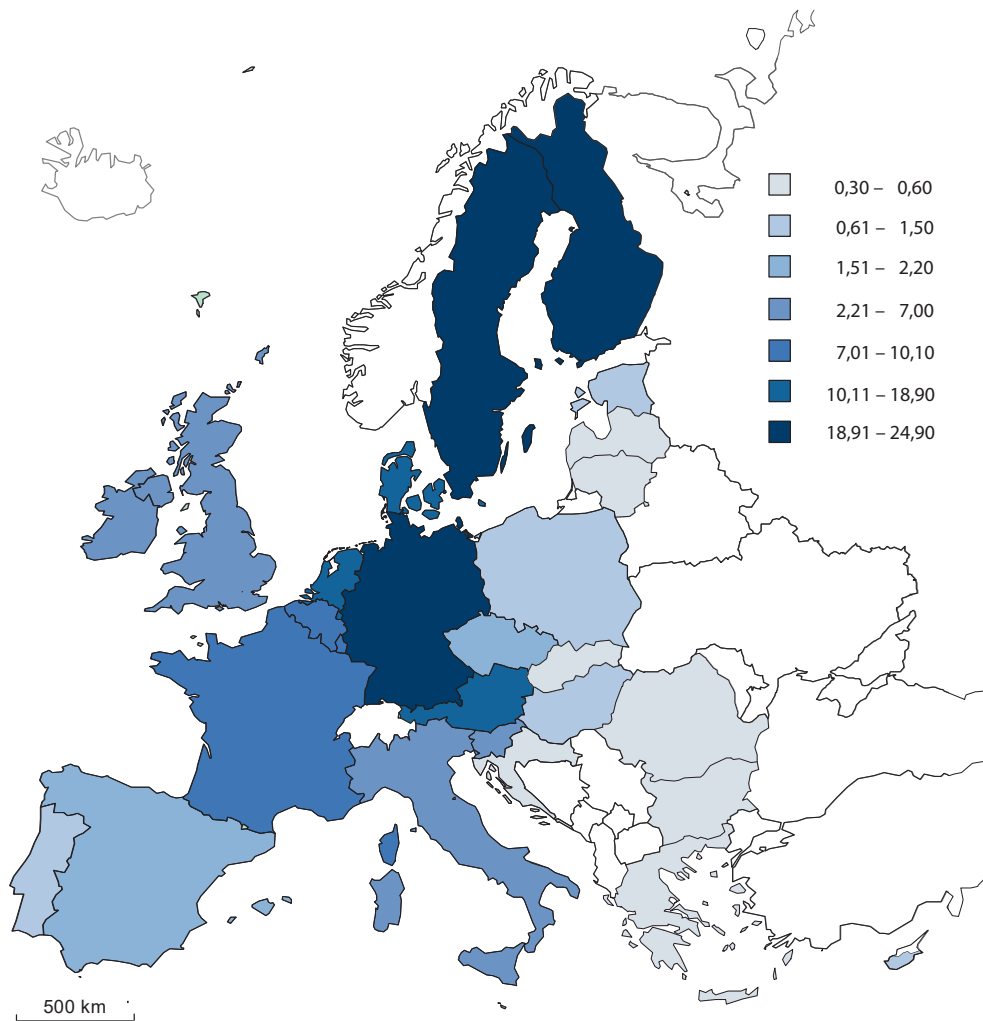 0,30 – 0,60
0,61 – 1,50
1,51 – 2,20
2,21 – 7,00
7,01 – 10,10
10,11 – 18,90
18,91 – 24,90
500 km